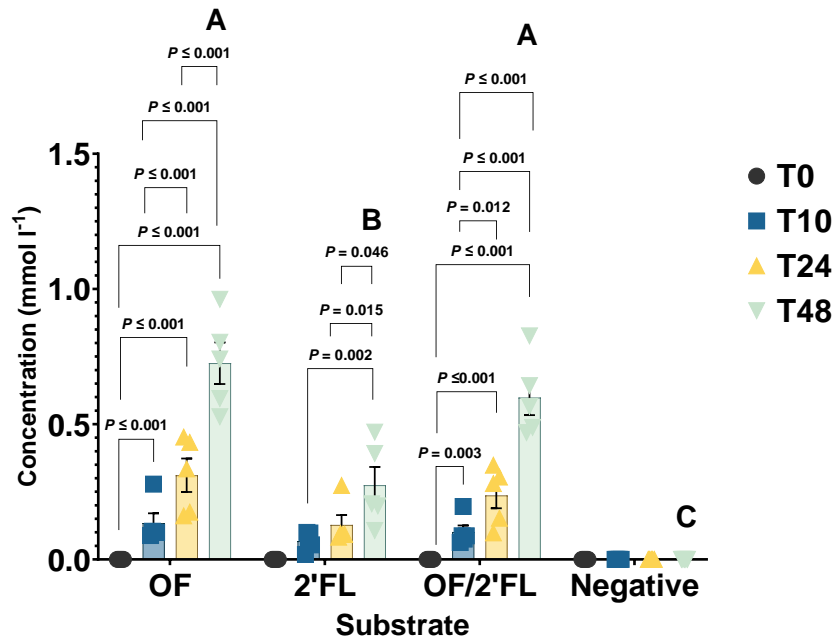 A
A
P ≤ 0.001
P ≤ 0.001
P ≤ 0.001
P ≤ 0.001
P ≤ 0.001
P ≤ 0.001
P ≤ 0.001
B
P = 0.046
P = 0.015
P = 0.002
P ≤ 0.001
P = 0.012
P ≤ 0.001
P ≤0.001
P = 0.003
C
1.5
1.0
0.5
0.0
Concentration (mmol l⁻¹)
OF
2'FL
OF/2'FL
Negative
Substrate
T0
T10
T24
T48